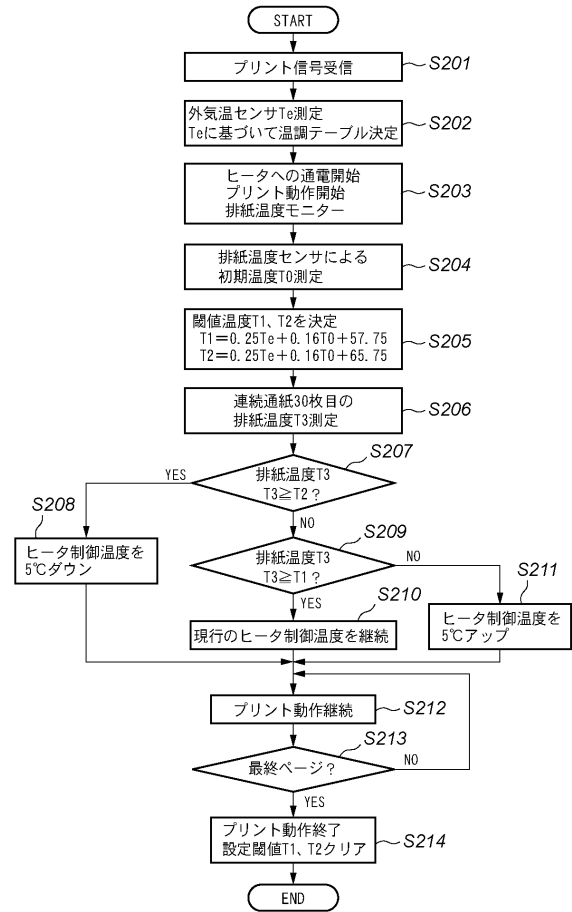 START
プリント信号受信
S201
外気温センサTe測定
Teに基づいて温調テーブル決定
S202
ヒータへの通電開始
プリント動作開始
排紙温度モニター
S203
排紙温度センサによる
初期温度T0測定
S204
閾値温度T1、T2を決定
T1=0.25Te+0.16T0+57.75
T2=0.25Te+0.16T0+65.75
S205
連続通紙30枚目の
排紙温度T3測定
S206
S207
排紙温度T3
T3≧T2?
YES
NO
S208
ヒータ制御温度を
5℃ダウン
S209
排紙温度T3
T3≧T1?
NO
YES
S210
現行のヒータ制御温度を継続
S211
ヒータ制御温度を
5℃アップ
プリント動作継続
S212
S213
最終ページ?
NO
YES
プリント動作終了
設定閾値T1、T2クリア
S214
END